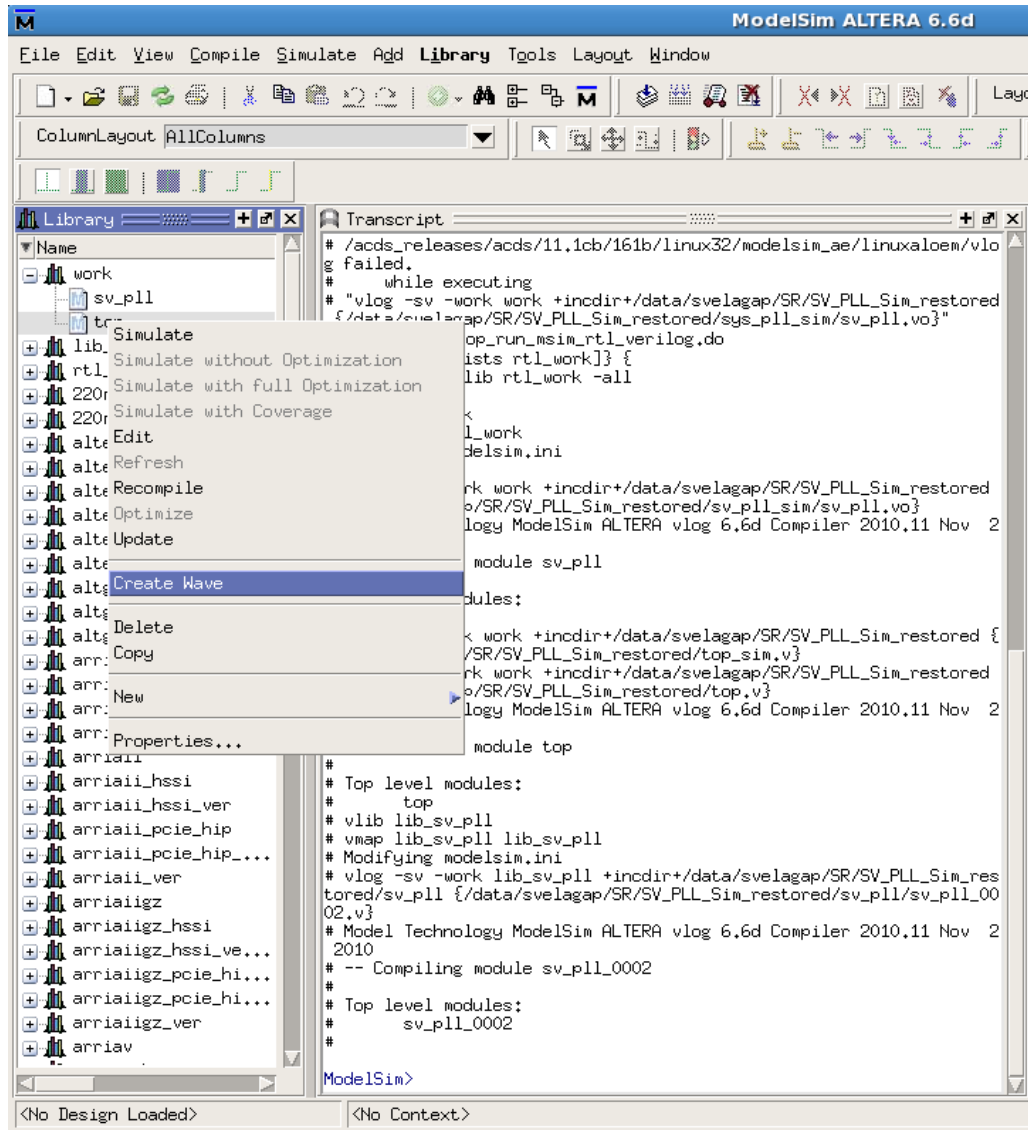 ModelSim ALTERA 6.6d
File Edit View Compile Simulate Add Library Tools Layout Window
ColumnLayout AllColumns
Library
Name
work
sv_pll
Simulate
Simulate without Optimization
Simulate with full Optimization
Simulate with Coverage
Edit
Refresh
Recompile
Optimize
Update
Create Wave
Delete
Copy
New
Properties...
arriaii
arriaii_hssi
arriaii_hssi_ver
arriaii_pcie_hip
arriaii_pcie_hip_...
arriaii_ver
arriaiigz
arriaiigz_hssi
arriaiigz_hssi_ve...
arriaiigz_pcie_hi...
arriaiigz_pcie_hi...
arriaiigz_ver
arriav
Transcript
# /acds_releases/acds/11.1cb/161b/linux32/modelsim_ae/linuxaloem/vlo
g failed.
# while executing
# "vlog -sv -work work +incdir+/data/svelagap/SR/SV_PLL_Sim_restored
{/data/svelagap/SR/SV_PLL_Sim_restored/sys_pll_sim/sv_pll.vo}"
op_run_msim_rtl_verilog.do
ists rtl_work]} {
lib rtl_work -all
l_work
delsim.ini
rk work +incdir+/data/svelagap/SR/SV_PLL_Sim_restored
p/SR/SV_PLL_Sim_restored/sv_pll_sim/sv_pll.vo}
logy ModelSim ALTERA vlog 6.6d Compiler 2010.11 Nov 2
module sv_pll
dules:
k work +incdir+/data/svelagap/SR/SV_PLL_Sim_restored {
/SR/SV_PLL_Sim_restored/top_sim.v}
rk work +incdir+/data/svelagap/SR/SV_PLL_Sim_restored
p/SR/SV_PLL_Sim_restored/top.v}
logy ModelSim ALTERA vlog 6.6d Compiler 2010.11 Nov 2
module top
#
# Top level modules:
# top
# vlib lib_sv_pll
# vmap lib_sv_pll lib_sv_pll
# Modifying modelsim.ini
# vlog -sv -work lib_sv_pll +incdir+/data/svelagap/SR/SV_PLL_Sim_res
tored/sv_pll {/data/svelagap/SR/SV_PLL_Sim_restored/sv_pll/sv_pll_00
02.v}
# Model Technology ModelSim ALTERA vlog 6.6d Compiler 2010.11 Nov 2
2010
# -- Compiling module sv_pll_0002
#
# Top level modules:
# sv_pll_0002
#
ModelSim>
<No Design Loaded> <No Context>